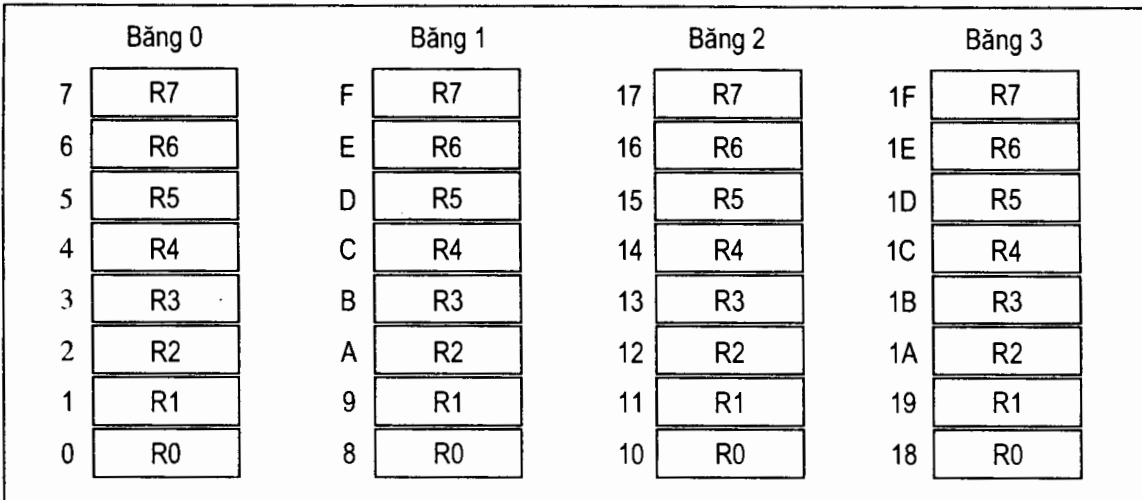 Băng 0 Băng 1 Băng 2 Băng 3
7 R7 F R7 17 R7 1F R7
6 R6 E R6 16 R6 1E R6
5 R5 D R5 15 R5 1D R5
4 R4 C R4 14 R4 1C R4
3 R3 B R3 13 R3 1B R3
2 R2 A R2 12 R2 1A R2
1 R1 9 R1 11 R1 19 R1
0 R0 8 R0 10 R0 18 R0